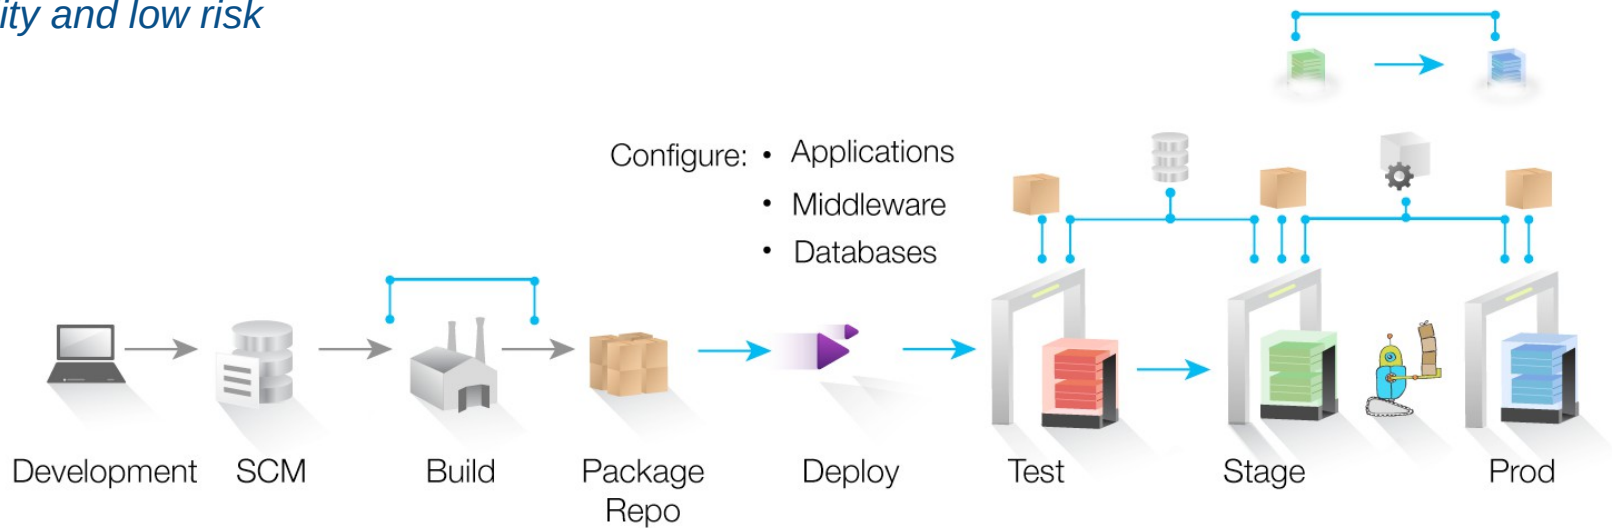 ity and low risk
Configure: • Applications
• Middleware
• Databases
Development SCM Build Package Repo Deploy Test Stage Prod